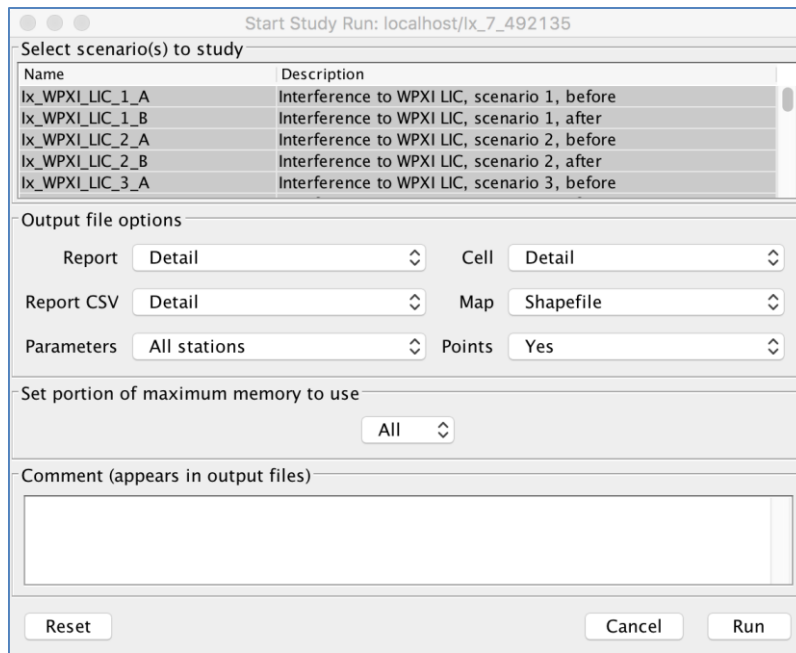 Start Study Run: localhost/Ix_7_492135
Select scenario(s) to study
Name Description
Ix_WPXI_LIC_1_A Interference to WPXI LIC, scenario 1, before
Ix_WPXI_LIC_1_B Interference to WPXI LIC, scenario 1, after
Ix_WPXI_LIC_2_A Interference to WPXI LIC, scenario 2, before
Ix_WPXI_LIC_2_B Interference to WPXI LIC, scenario 2, after
Ix_WPXI_LIC_3_A Interference to WPXI LIC, scenario 3, before
Output file options
Report Detail Cell Detail
Report CSV Detail Map Shapefile
Parameters All stations Points Yes
Set portion of maximum memory to use
All
Comment (appears in output files)
Reset Cancel Run